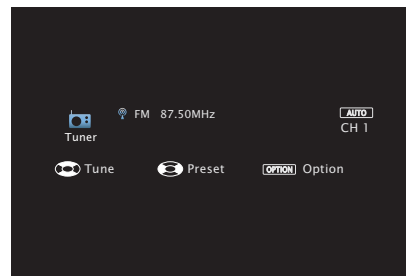 FM 87.50MHz
AUTO
CH 1
Tuner
Tune Preset OPTION Option